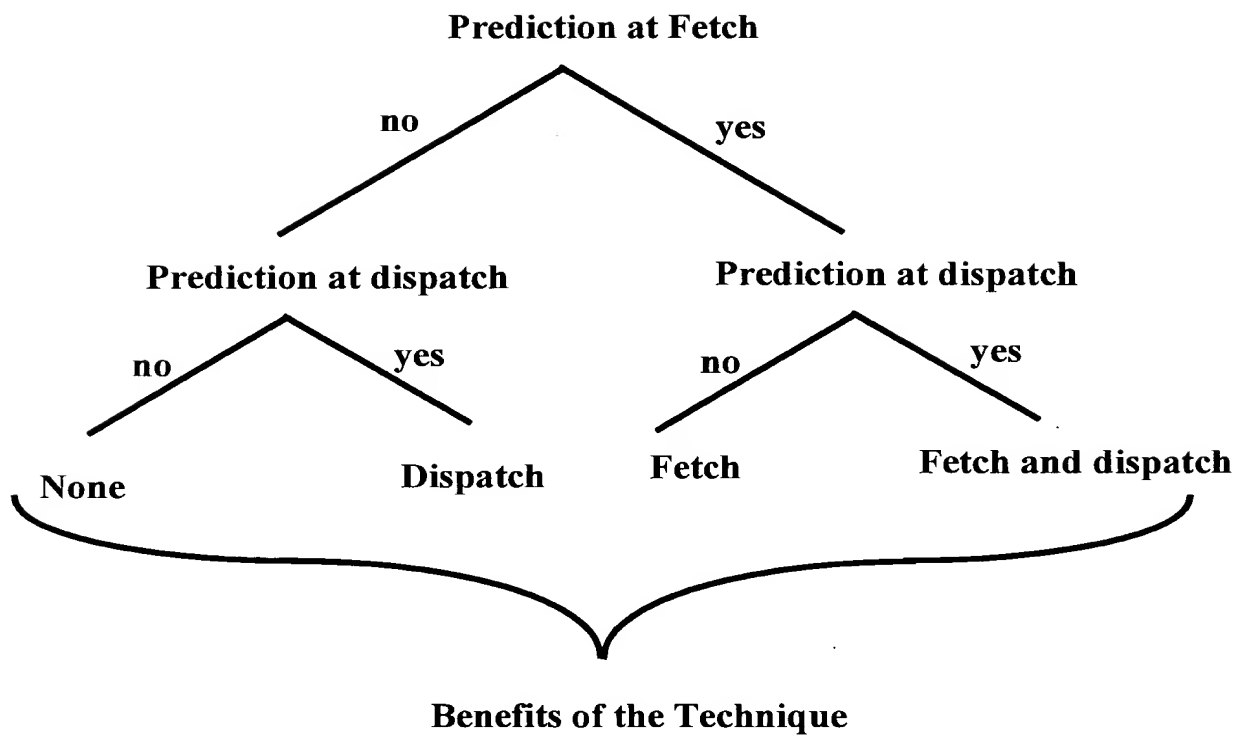 Prediction at Fetch
no
yes
Prediction at dispatch
Prediction at dispatch
no
yes
no
yes
None
Dispatch
Fetch
Fetch and dispatch
Benefits of the Technique